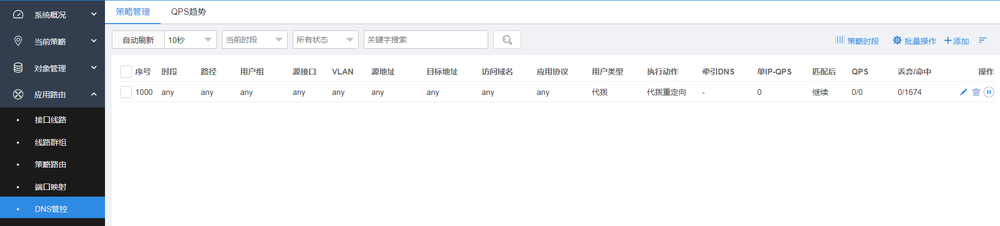 系统概况
当前策略
对象管理
应用路由
接口线路
线路群组
策略路由
端口映射
DNS管控
策略管理 QPS趋势
自动刷新 10秒 当前时段 所有状态 关键字搜索 策略时段 批量操作 添加
序号 时段 路径 用户组 源接口 VLAN 源地址 目标地址 访问域名 应用协议 用户类型 执行动作 牵引DNS 单IP-QPS 匹配后 QPS 丢弃/命中 操作
1000 any any any any any any any any any 代拨 代拨重定向 - 0 继续 0/0 0/1674